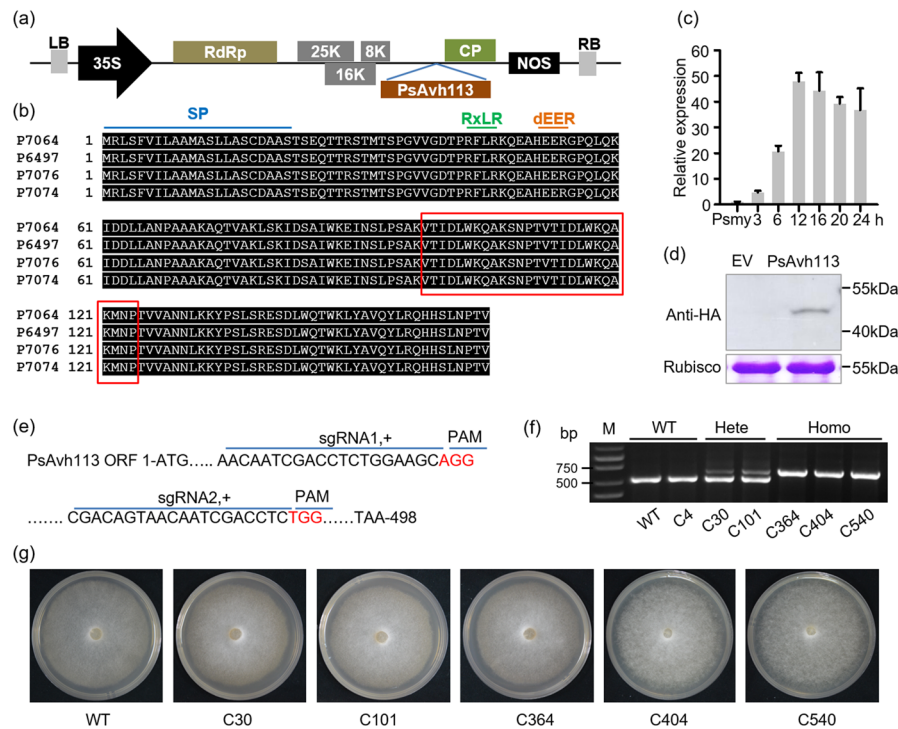 (a)
LB 35S RdRp 25K 8K 16K CP PsAvh113 NOS RB
(b)
SP RxLR dEER
P7064 1 MRLSFVILAAMASLLASCDAASTSEQTTRSTMTSPGVVGDTPRFLRKQEAHEERGPQLQK
P6497 1 MRLSFVILAAMASLLASCDAASTSEQTTRSTMTSPGVVGDTPRFLRKQEAHEERGPQLQK
P7076 1 MRLSFVILAAMASLLASCDAASTSEQTTRSTMTSPGVVGDTPRFLRKQEAHEERGPQLQK
P7074 1 MRLSFVILAAMASLLASCDAASTSEQTTRSTMTSPGVVGDTPRFLRKQEAHEERGPQLQK
P7064 61 IDDLLANPAAAKAQTVAKLSKIDSAIWKEINSLPSAKVTIDLWKQAKSNPTVTIDLWKQA
P6497 61 IDDLLANPAAAKAQTVAKLSKIDSAIWKEINSLPSAKVTIDLWKQAKSNPTVTIDLWKQA
P7076 61 IDDLLANPAAAKAQTVAKLSKIDSAIWKEINSLPSAKVTIDLWKQAKSNPTVTIDLWKQA
P7074 61 IDDLLANPAAAKAQTVAKLSKIDSAIWKEINSLPSAKVTIDLWKQAKSNPTVTIDLWKQA
P7064 121 KMNPTVVANNLKKYPSLSRESDLWQTWKLYAVQYLRQHHSLNPTV
P6497 121 KMNPTVVANNLKKYPSLSRESDLWQTWKLYAVQYLRQHHSLNPTV
P7076 121 KMNPTVVANNLKKYPSLSRESDLWQTWKLYAVQYLRQHHSLNPTV
P7074 121 KMNPTVVANNLKKYPSLSRESDLWQTWKLYAVQYLRQHHSLNPTV
(c)
Relative expression
60
50
40
30
20
10
0
Psmy 3 6 12 16 20 24 h
(d)
EV PsAvh113
Anti-HA
55kDa
40kDa
Rubisco 55kDa
(e)
sgRNA1,+ PAM
PsAvh113 ORF 1-ATG..... AACAATCGACCTCTGGAAGCAGG
sgRNA2,+ PAM
....... CGACAGTAACAATCGACCTCTGG......TAA-498
(f)
bp M WT Hete Homo
750
500
WT C4 C30 C101 C364 C404 C540
(g)
WT C30 C101 C364 C404 C540